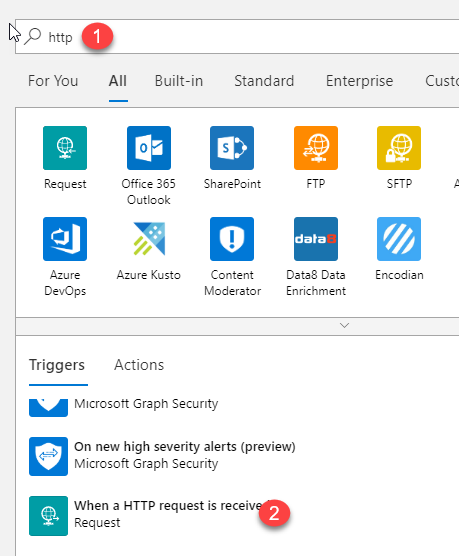 http 1
For You All Built-in Standard Enterprise Custo
Request Office 365 Outlook SharePoint FTP SFTP A
Azure DevOps Azure Kusto Content Moderator Data8 Data Enrichment Encodian
data8
Triggers Actions
Microsoft Graph Security
On new high severity alerts (preview)
Microsoft Graph Security
When a HTTP request is receive 2
Request